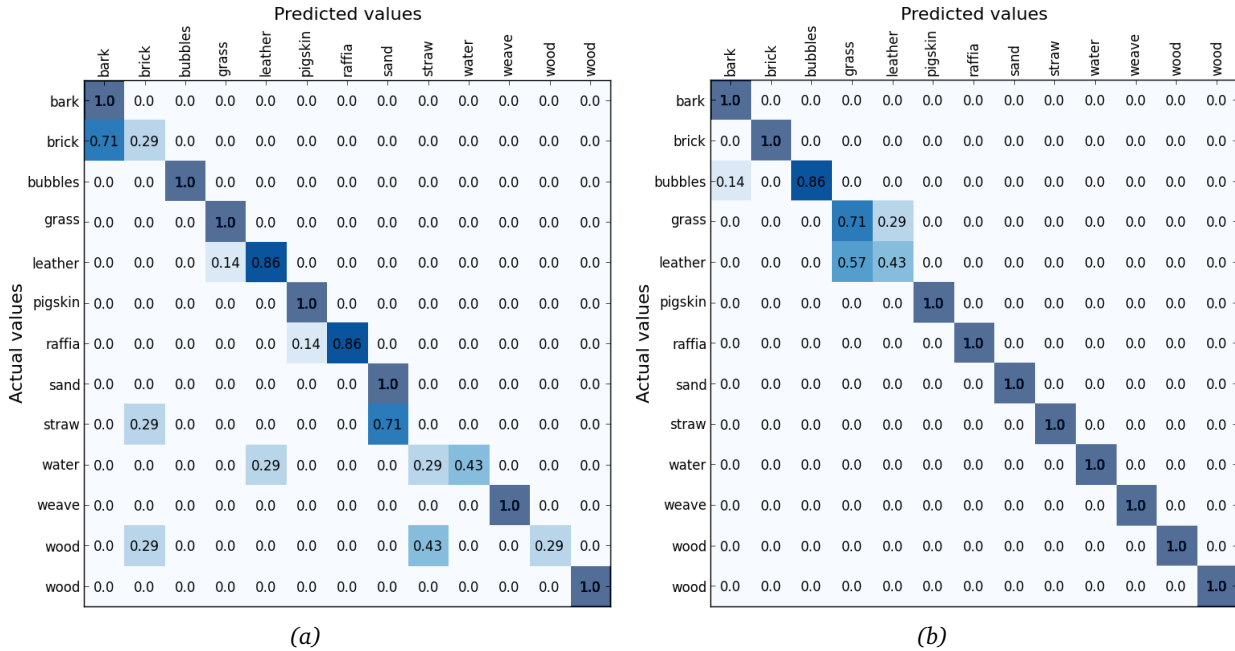 Predicted values
bark brick bubbles grass leather pigskin raffia sand straw water weave wood wood
Actual values
bark 1.0 0.0 0.0 0.0 0.0 0.0 0.0 0.0 0.0 0.0 0.0 0.0 0.0
brick 0.71 0.29 0.0 0.0 0.0 0.0 0.0 0.0 0.0 0.0 0.0 0.0 0.0
bubbles 0.0 0.0 1.0 0.0 0.0 0.0 0.0 0.0 0.0 0.0 0.0 0.0 0.0
grass 0.0 0.0 0.0 1.0 0.0 0.0 0.0 0.0 0.0 0.0 0.0 0.0 0.0
leather 0.0 0.0 0.0 0.14 0.86 0.0 0.0 0.0 0.0 0.0 0.0 0.0 0.0
pigskin 0.0 0.0 0.0 0.0 0.0 1.0 0.0 0.0 0.0 0.0 0.0 0.0 0.0
raffia 0.0 0.0 0.0 0.0 0.0 0.14 0.86 0.0 0.0 0.0 0.0 0.0 0.0
sand 0.0 0.0 0.0 0.0 0.0 0.0 0.0 1.0 0.0 0.0 0.0 0.0 0.0
straw 0.0 0.29 0.0 0.0 0.0 0.0 0.0 0.71 0.0 0.0 0.0 0.0 0.0
water 0.0 0.0 0.0 0.0 0.29 0.0 0.0 0.0 0.29 0.43 0.0 0.0 0.0
weave 0.0 0.0 0.0 0.0 0.0 0.0 0.0 0.0 0.0 0.0 1.0 0.0 0.0
wood 0.0 0.29 0.0 0.0 0.0 0.0 0.0 0.0 0.43 0.0 0.0 0.29 0.0
wood 0.0 0.0 0.0 0.0 0.0 0.0 0.0 0.0 0.0 0.0 0.0 0.0 1.0
(a)
Predicted values
bark brick bubbles grass leather pigskin raffia sand straw water weave wood wood
Actual values
bark 1.0 0.0 0.0 0.0 0.0 0.0 0.0 0.0 0.0 0.0 0.0 0.0 0.0
brick 0.0 1.0 0.0 0.0 0.0 0.0 0.0 0.0 0.0 0.0 0.0 0.0 0.0
bubbles 0.14 0.0 0.86 0.0 0.0 0.0 0.0 0.0 0.0 0.0 0.0 0.0 0.0
grass 0.0 0.0 0.0 0.71 0.29 0.0 0.0 0.0 0.0 0.0 0.0 0.0 0.0
leather 0.0 0.0 0.0 0.57 0.43 0.0 0.0 0.0 0.0 0.0 0.0 0.0 0.0
pigskin 0.0 0.0 0.0 0.0 0.0 1.0 0.0 0.0 0.0 0.0 0.0 0.0 0.0
raffia 0.0 0.0 0.0 0.0 0.0 0.0 1.0 0.0 0.0 0.0 0.0 0.0 0.0
sand 0.0 0.0 0.0 0.0 0.0 0.0 0.0 1.0 0.0 0.0 0.0 0.0 0.0
straw 0.0 0.0 0.0 0.0 0.0 0.0 0.0 0.0 1.0 0.0 0.0 0.0 0.0
water 0.0 0.0 0.0 0.0 0.0 0.0 0.0 0.0 0.0 1.0 0.0 0.0 0.0
weave 0.0 0.0 0.0 0.0 0.0 0.0 0.0 0.0 0.0 0.0 1.0 0.0 0.0
wood 0.0 0.0 0.0 0.0 0.0 0.0 0.0 0.0 0.0 0.0 0.0 1.0 0.0
wood 0.0 0.0 0.0 0.0 0.0 0.0 0.0 0.0 0.0 0.0 0.0 0.0 1.0
(b)